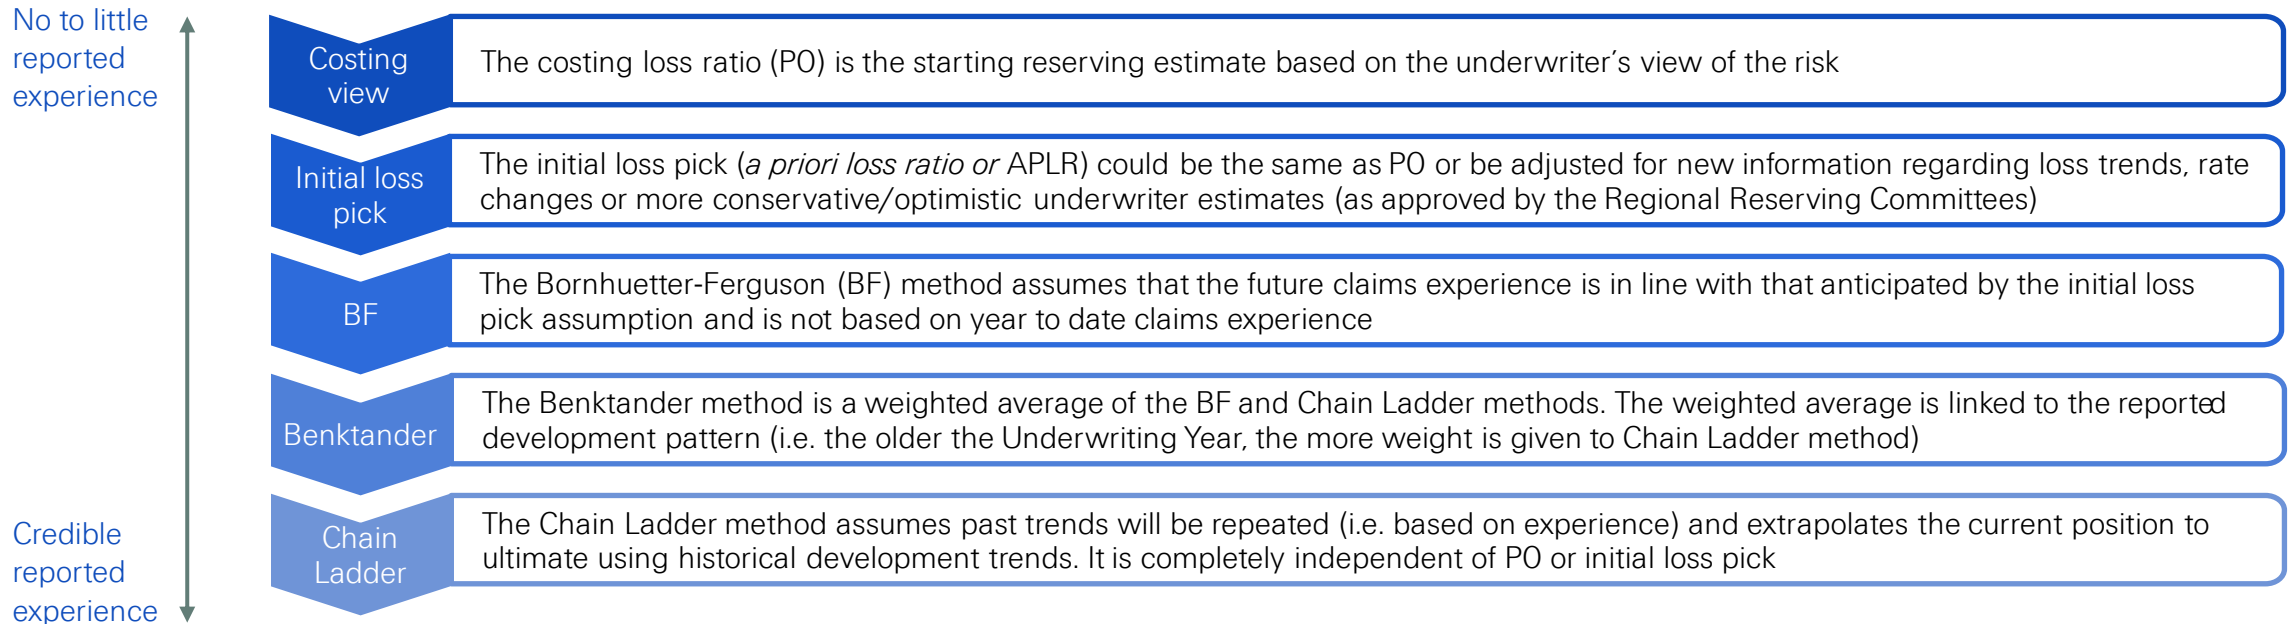 No to little
reported
experience
Costing
view
The costing loss ratio (P0) is the starting reserving estimate based on the underwriter's view of the risk
Initial loss
pick
The initial loss pick (a priori loss ratio or APLR) could be the same as P0 or be adjusted for new information regarding loss trends, rate
changes or more conservative/optimistic underwriter estimates (as approved by the Regional Reserving Committees)
BF
The Bornhuetter-Ferguson (BF) method assumes that the future claims experience is in line with that anticipated by the initial loss
pick assumption and is not based on year to date claims experience
Benktander
The Benktander method is a weighted average of the BF and Chain Ladder methods. The weighted average is linked to the reported
development pattern (i.e. the older the Underwriting Year, the more weight is given to Chain Ladder method)
Credible
reported
experience
Chain
Ladder
The Chain Ladder method assumes past trends will be repeated (i.e. based on experience) and extrapolates the current position to
ultimate using historical development trends. It is completely independent of P0 or initial loss pick